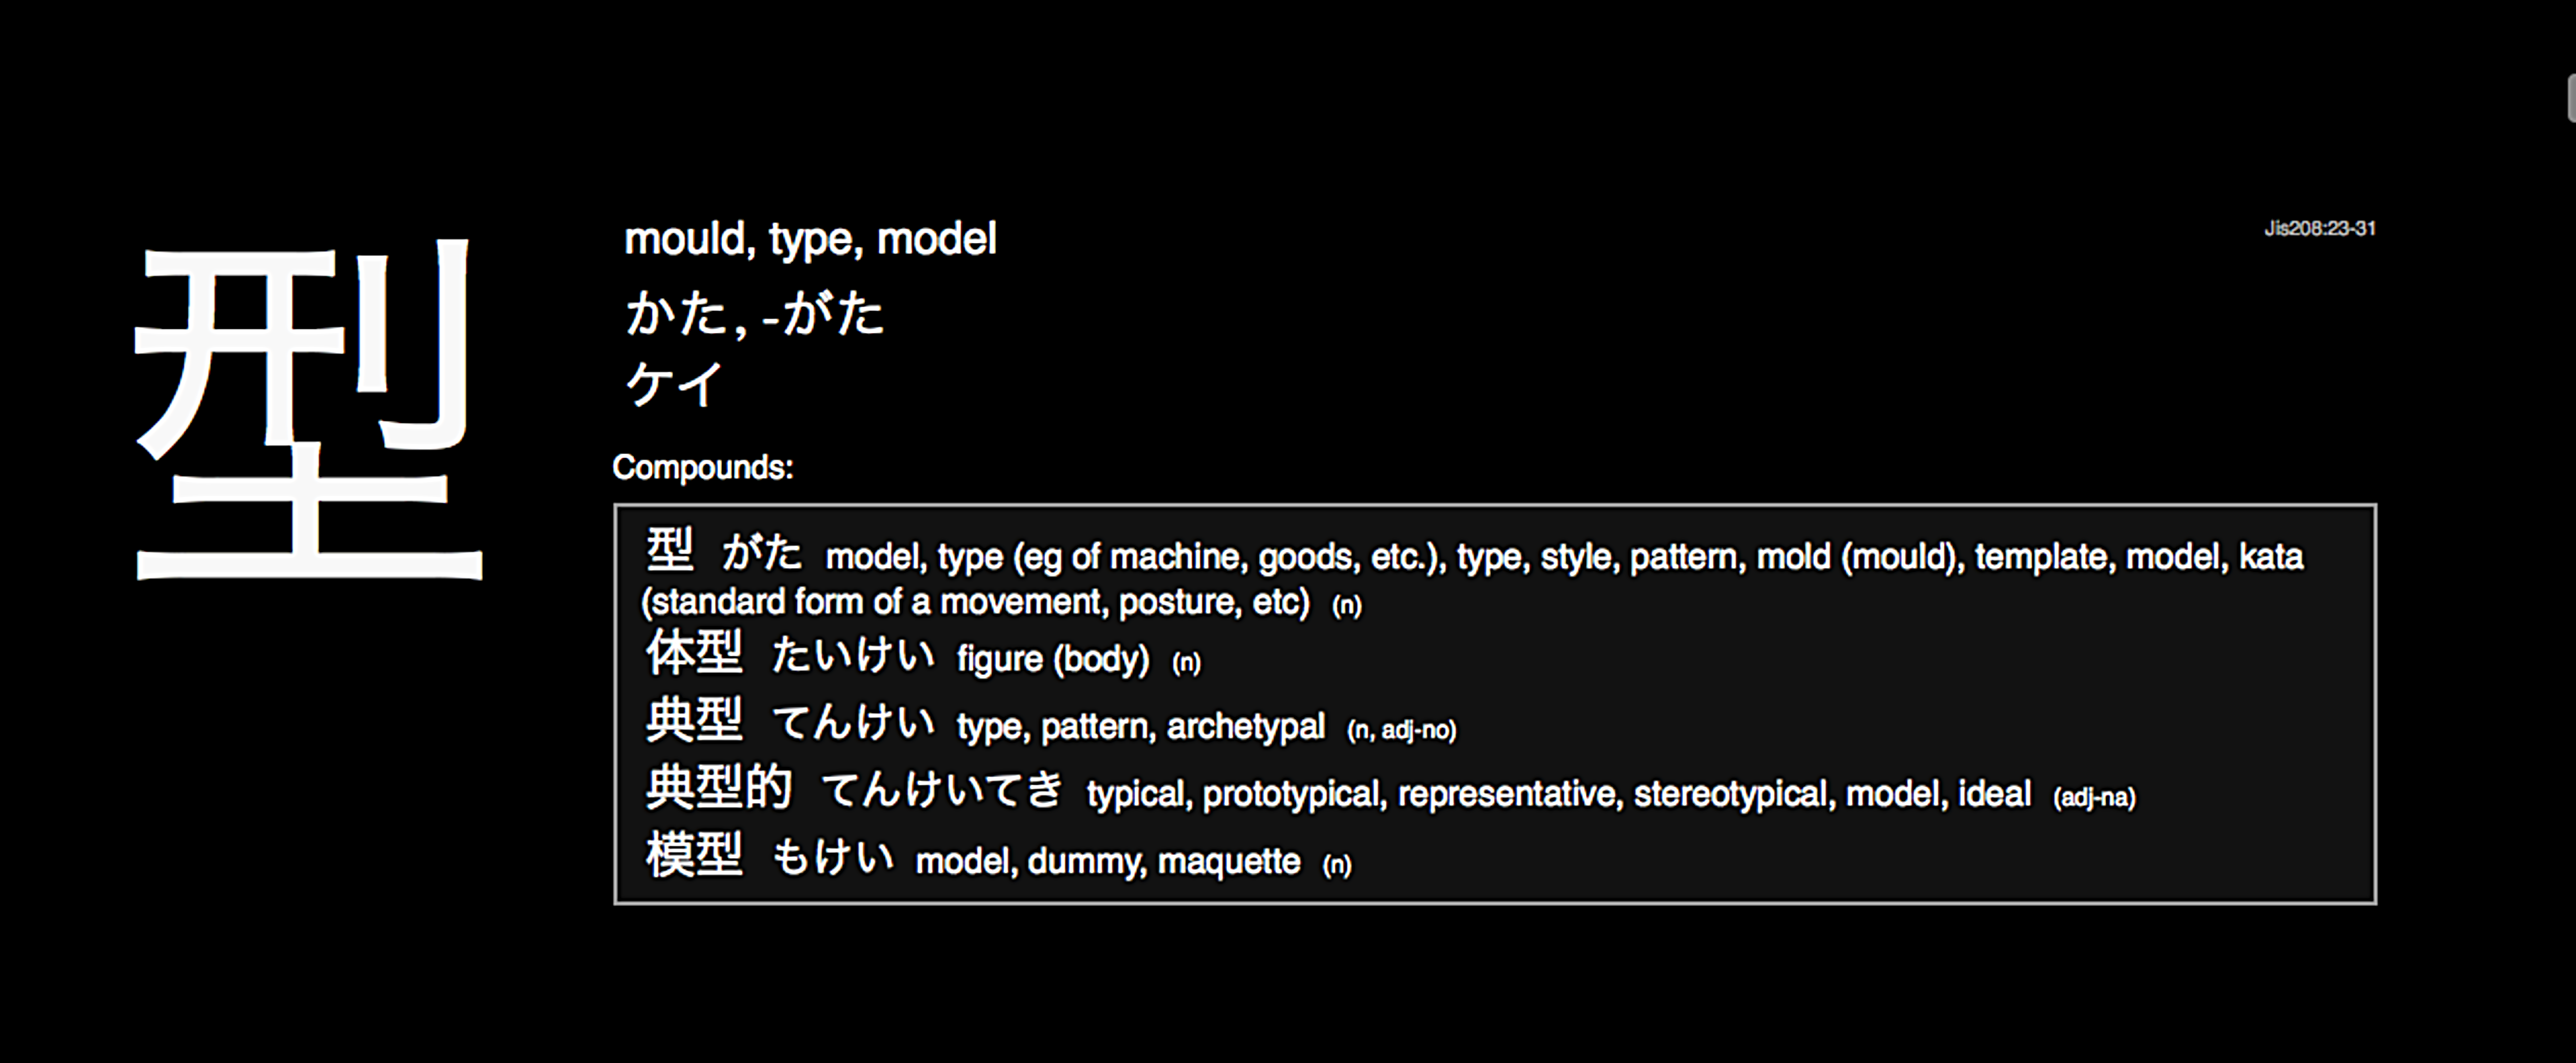 型
mould, type, model
Jis208:23-31
かた, -がた
ケイ
Compounds:
型 がた model, type (eg of machine, goods, etc.), type, style, pattern, mold (mould), template, model, kata
(standard form of a movement, posture, etc) (n)
体型 たいけい figure (body) (n)
典型 てんけい type, pattern, archetypal (n, adj-no)
典型的 てんけいてき typical, prototypical, representative, stereotypical, model, ideal (adj-na)
模型 もけい model, dummy, maquette (n)